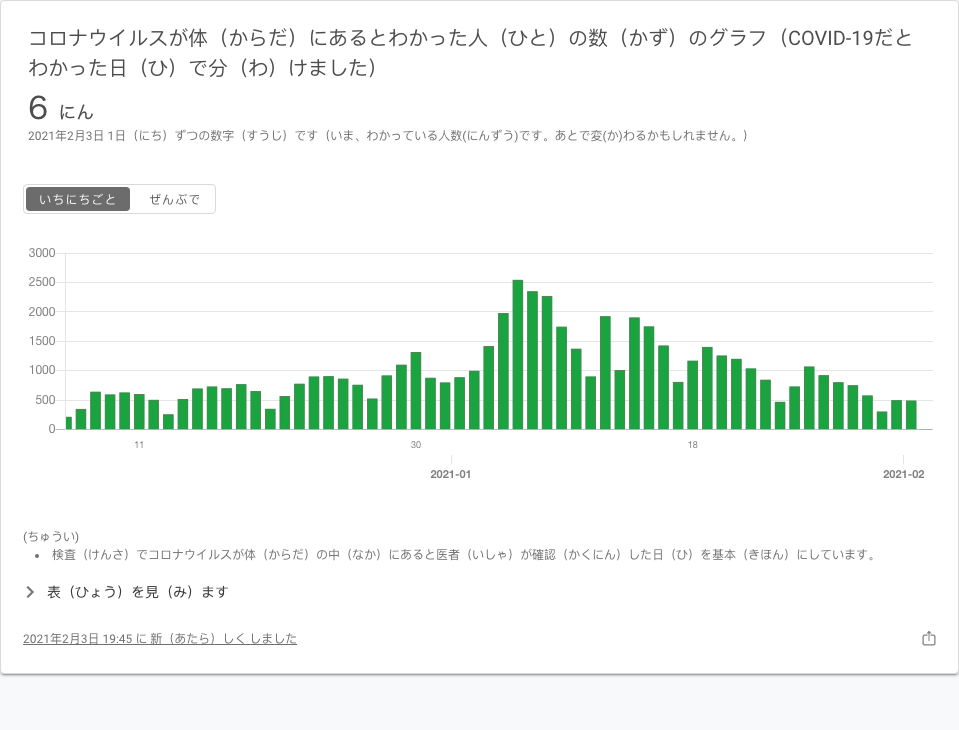 コロナウイルスが体（からだ）にあるとわかった人（ひと）の数（かず）のグラフ（COVID-19だと
わかった日（ひ）で分（わ）けました）
6 にん
2021年2月3日 1日（にち）ずつの数字（すうじ）です（いま、わかっている人数(にんずう)です。あとで変(か)わるかもしれません。）
いちにちごと ぜんぶで
3000
2500
2000
1500
1000
500
0
11 30 18
2021-01 2021-02
(ちゅうい)
• 検査（けんさ）でコロナウイルスが体（からだ）の中（なか）にあると医者（いしゃ）が確認（かくにん）した日（ひ）を基本（きほん）にしています。
表（ひょう）を見（み）ます
2021年2月3日 19:45 に 新（あたら）しく しました